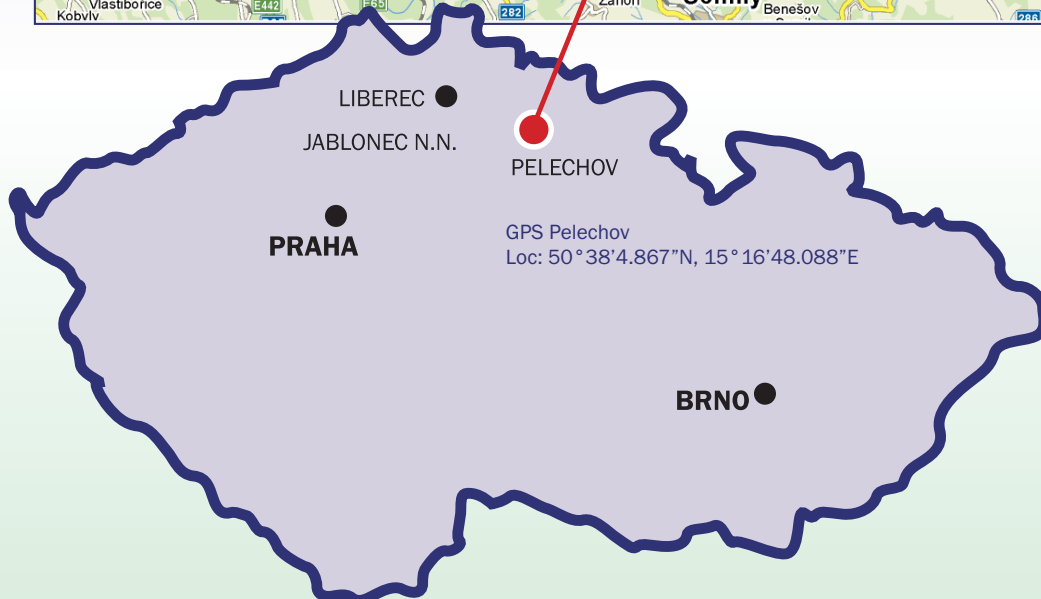 Vlastibořice
E442
E65
Kobyly
282
Benešov
286
LIBEREC
JABLONEC N.N.
PELECHOV
PRAHA
GPS Pelechov
Loc: 50°38’4.867”N, 15°16’48.088”E
BRNO